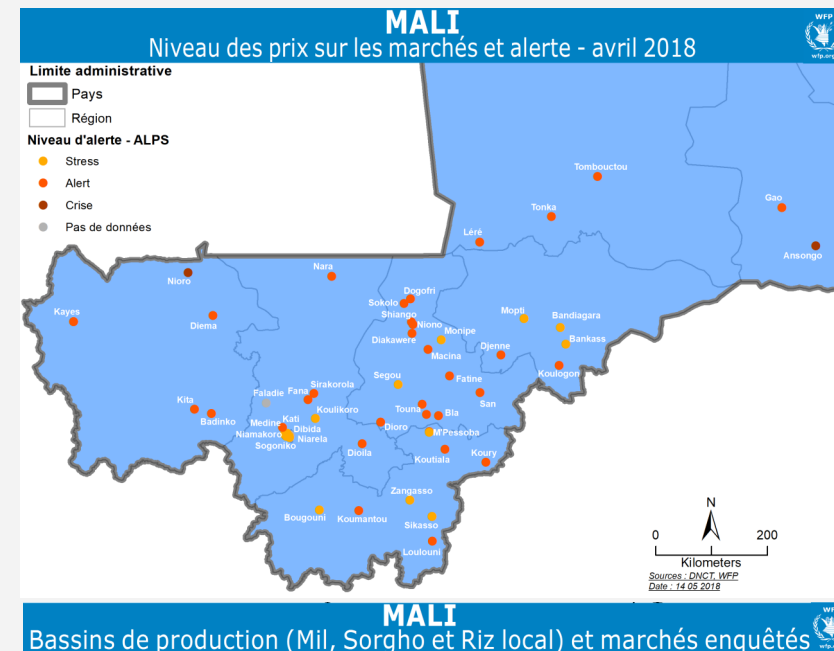 MALI
Niveau des prix sur les marchés et alerte - avril 2018
WFP
wfp.org
Limite administrative
Pays
Région
Niveau d'alerte - ALPS
Stress
Alert
Crise
Pas de données
Tombouctou
Tonka
Gao
Léré
Ansongo
Nara
Nioro
Dogofri
Sokolo
Kayes
Diema
Shiango
Niono
Mopti
Bandiagara
Diakawere
Monipe
Bankass
Macina
Djenne
Koulogon
Segou
Fatine
Sirakorola
Fana
Faladie
San
Kita
Badinko
Koulikoro
Touna
Bla
Medine
Kati
Dibida
Niamakoro
Niarela
Sogoniko
Dioro
M'Pessoba
Dioila
Koutiala
Koury
Zangasso
Bougouni
Koumantou
Sikasso
Loulouni
N
0 200
Kilometers
Sources : DNCT, WFP
Date : 14 05 2018
MALI
Bassins de production (Mil, Sorgho et Riz local) et marchés enquêtés
WFP